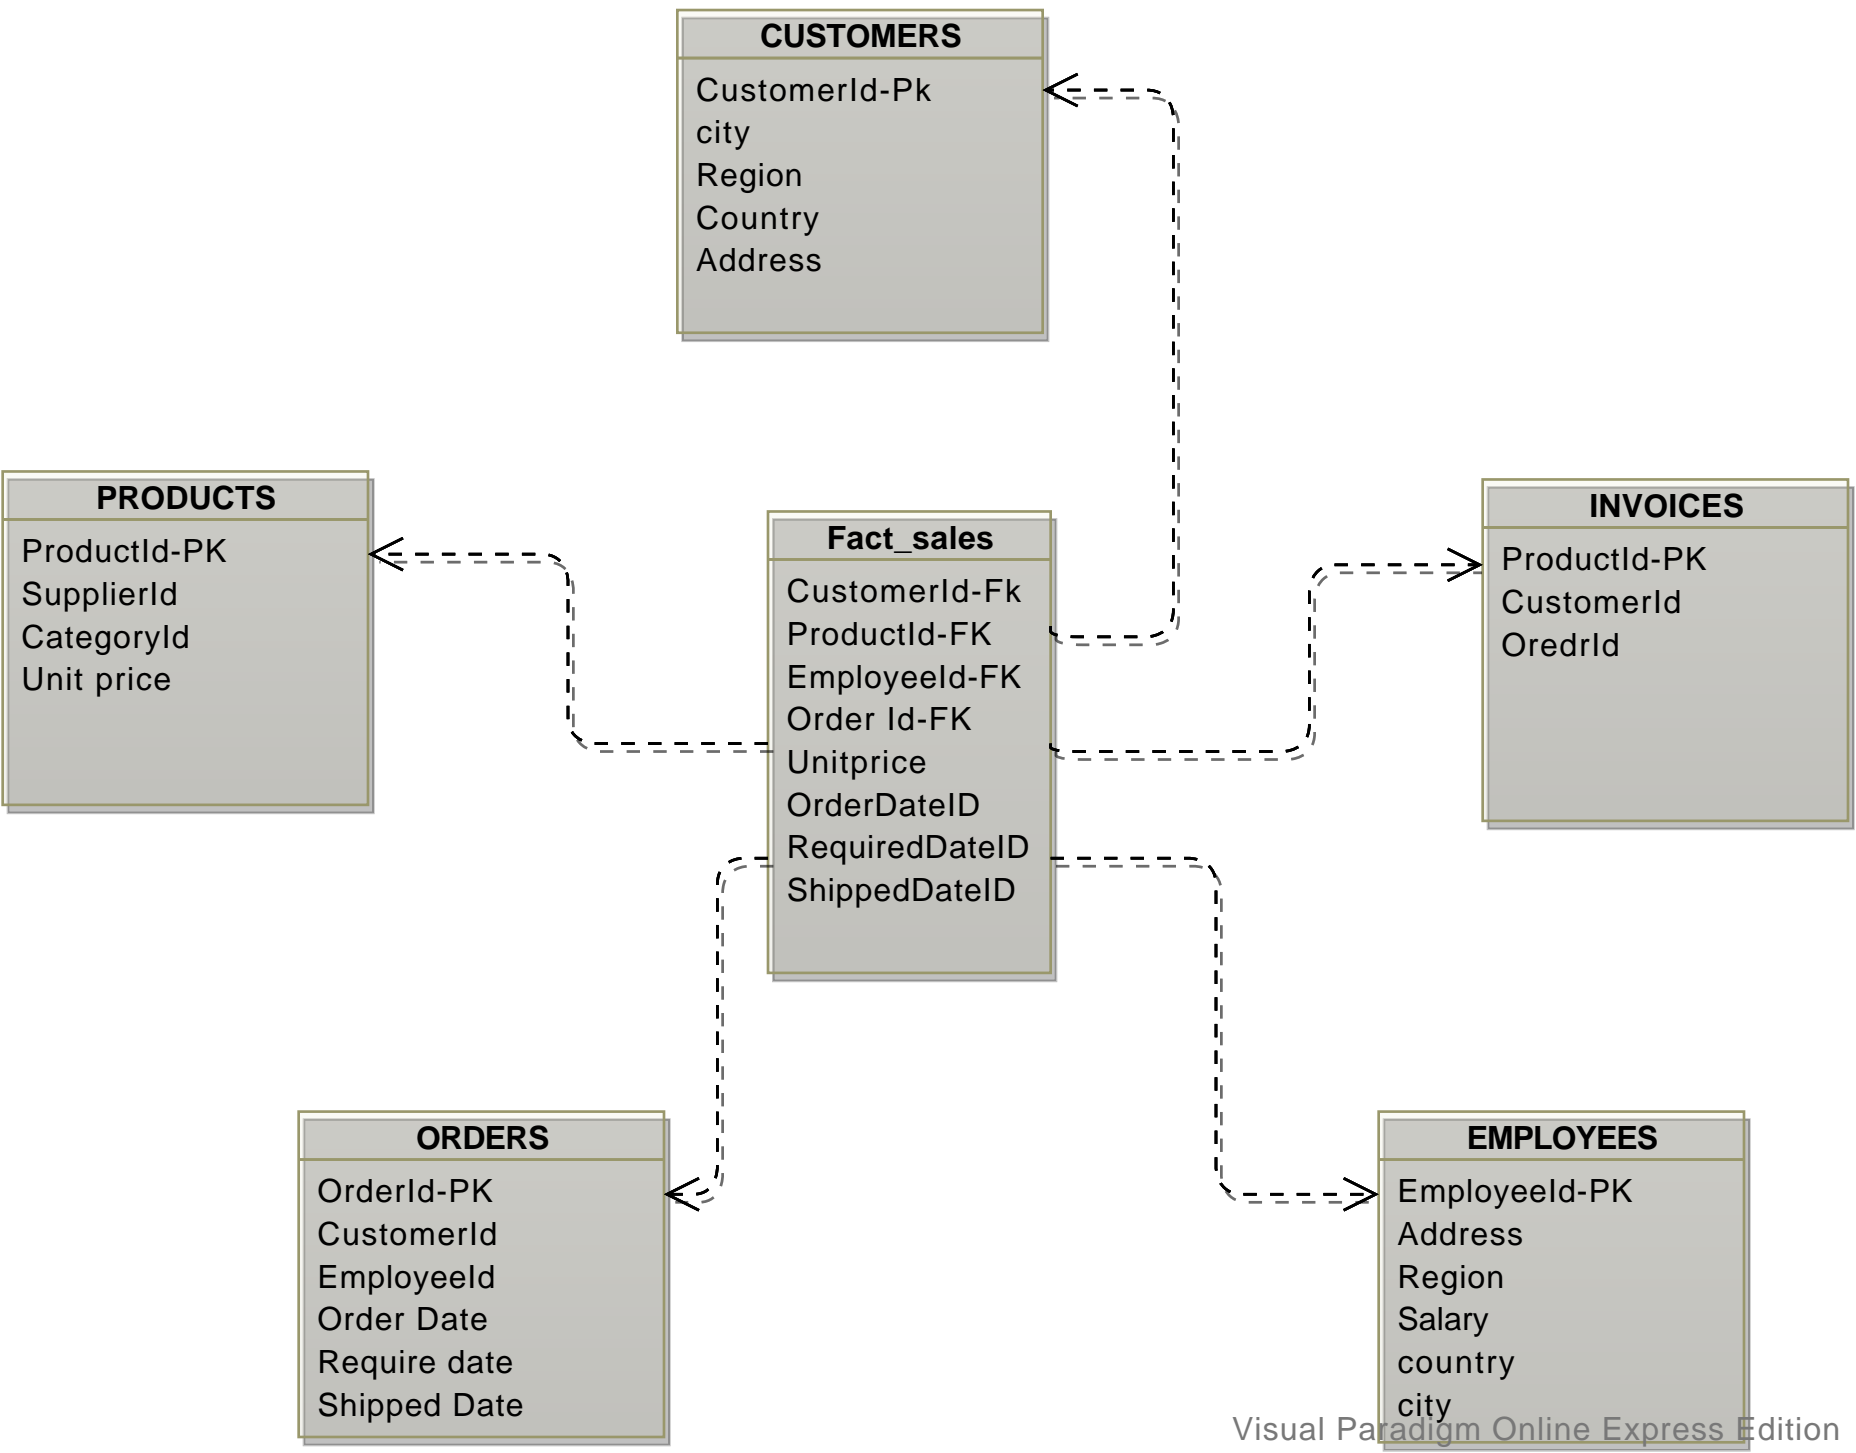 CUSTOMERS
CustomerId-Pk
city
Region
Country
Address
PRODUCTS
ProductId-PK
SupplierId
CategoryId
Unit price
Fact_sales
CustomerId-Fk
ProductId-FK
EmployeeId-FK
Order Id-FK
Unitprice
OrderDateID
RequiredDateID
ShippedDateID
INVOICES
ProductId-PK
CustomerId
OredrId
ORDERS
OrderId-PK
CustomerId
EmployeeId
Order Date
Require date
Shipped Date
EMPLOYEES
EmployeeId-PK
Address
Region
Salary
country
city
Visual Paradigm Online Express Edition